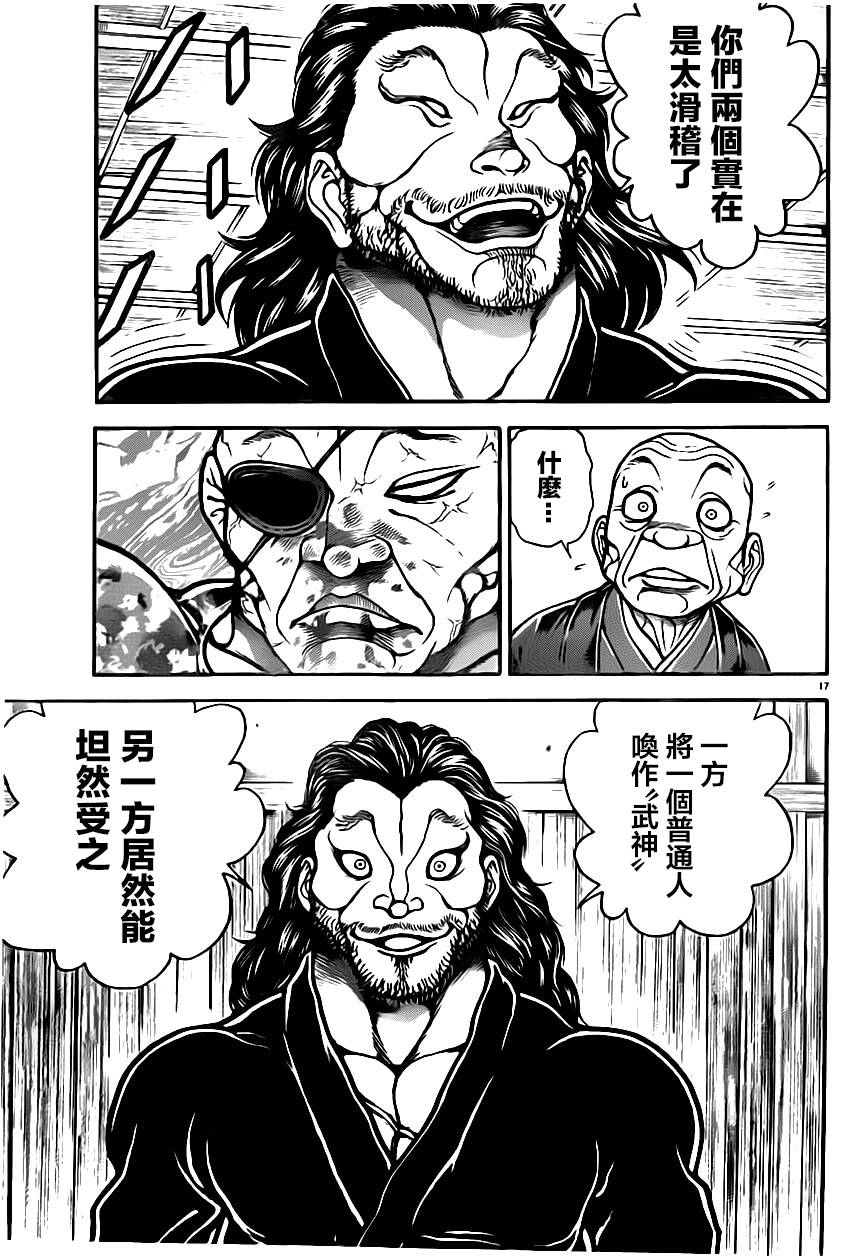 你們兩個實在
是太滑稽了
什麼…
17
一方
將一個普通人
喚作〝武神〟
另一方居然能
坦然受之